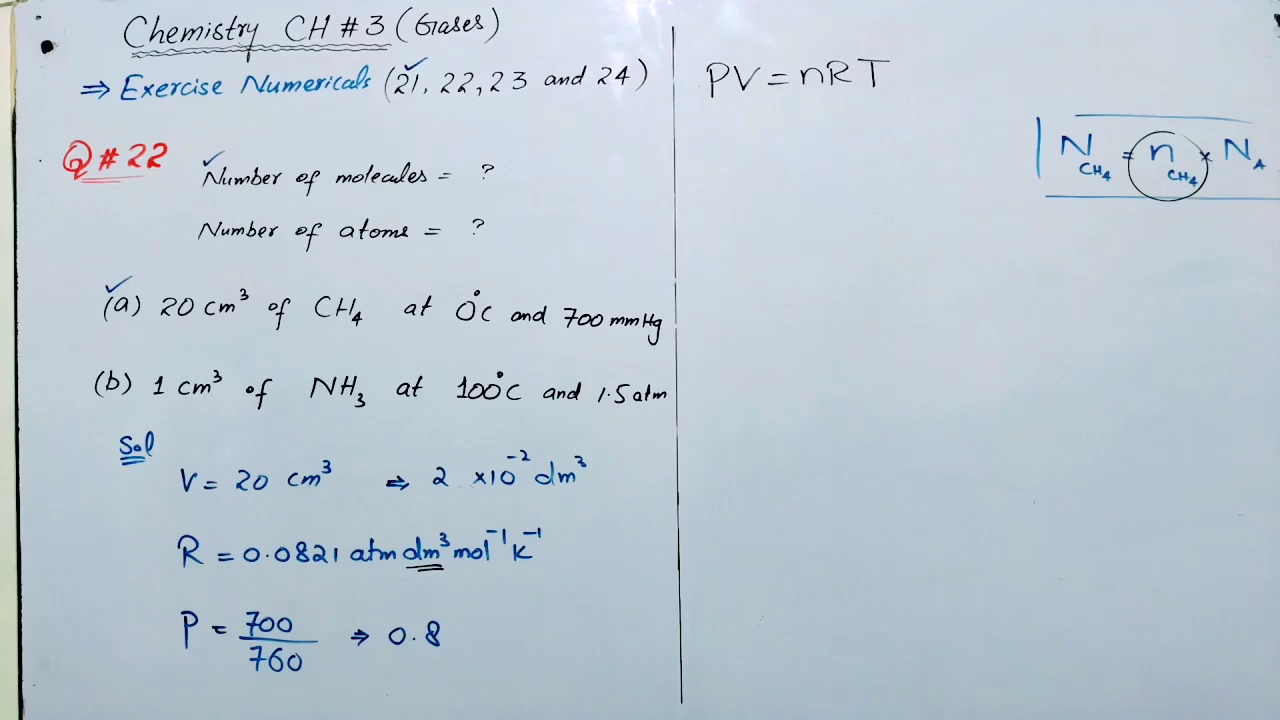 Chemistry CH # 3 (Gases)
⇒ Exercise Numericals (21, 22, 23 and 24)
Q # 22
Number of molecules = ?
Number of atoms = ?
(a) 20 cm³ of CH₄ at 0°C and 700 mmHg
(b) 1 cm³ of NH₃ at 100°C and 1.5 atm
Sol
V = 20 cm³ ⇒ 2 ×10⁻² dm³
R = 0.0821 atm dm³ mol⁻¹ K⁻¹
P = 700/760 ⇒ 0.8
PV = nRT
N_CH₄ = n_CH₄ × N_A